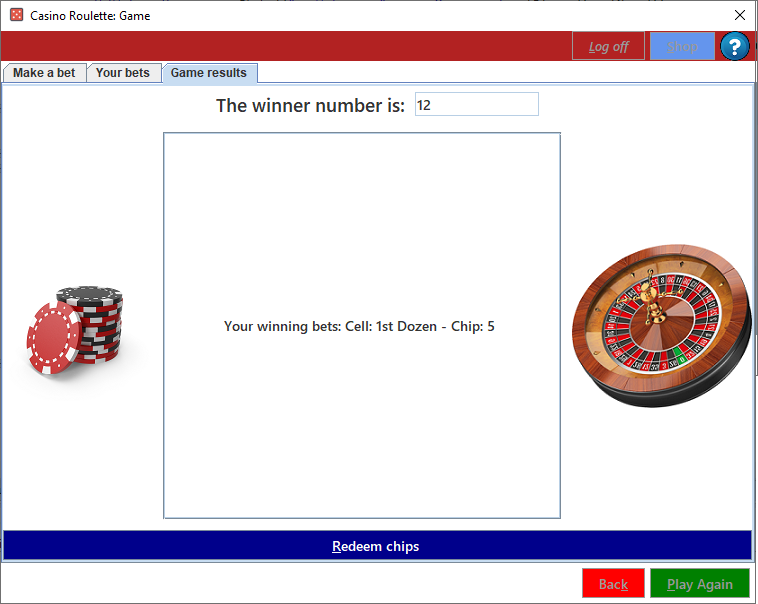 Casino Roulette: Game
Log off
Shop
?
Make a bet
Your bets
Game results
The winner number is: 12
Your winning bets: Cell: 1st Dozen - Chip: 5
Redeem chips
Back
Play Again